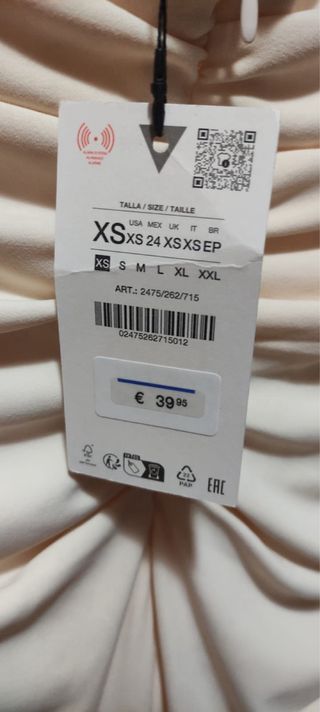 TALLA / SIZE / TAILLE
USA MEX UK IT BR
XS XS 24 XS XS EP
XS S M L XL XXL
ART.: 2475/262/715
02475262715012
€ 39 95
22
PAP
EAC